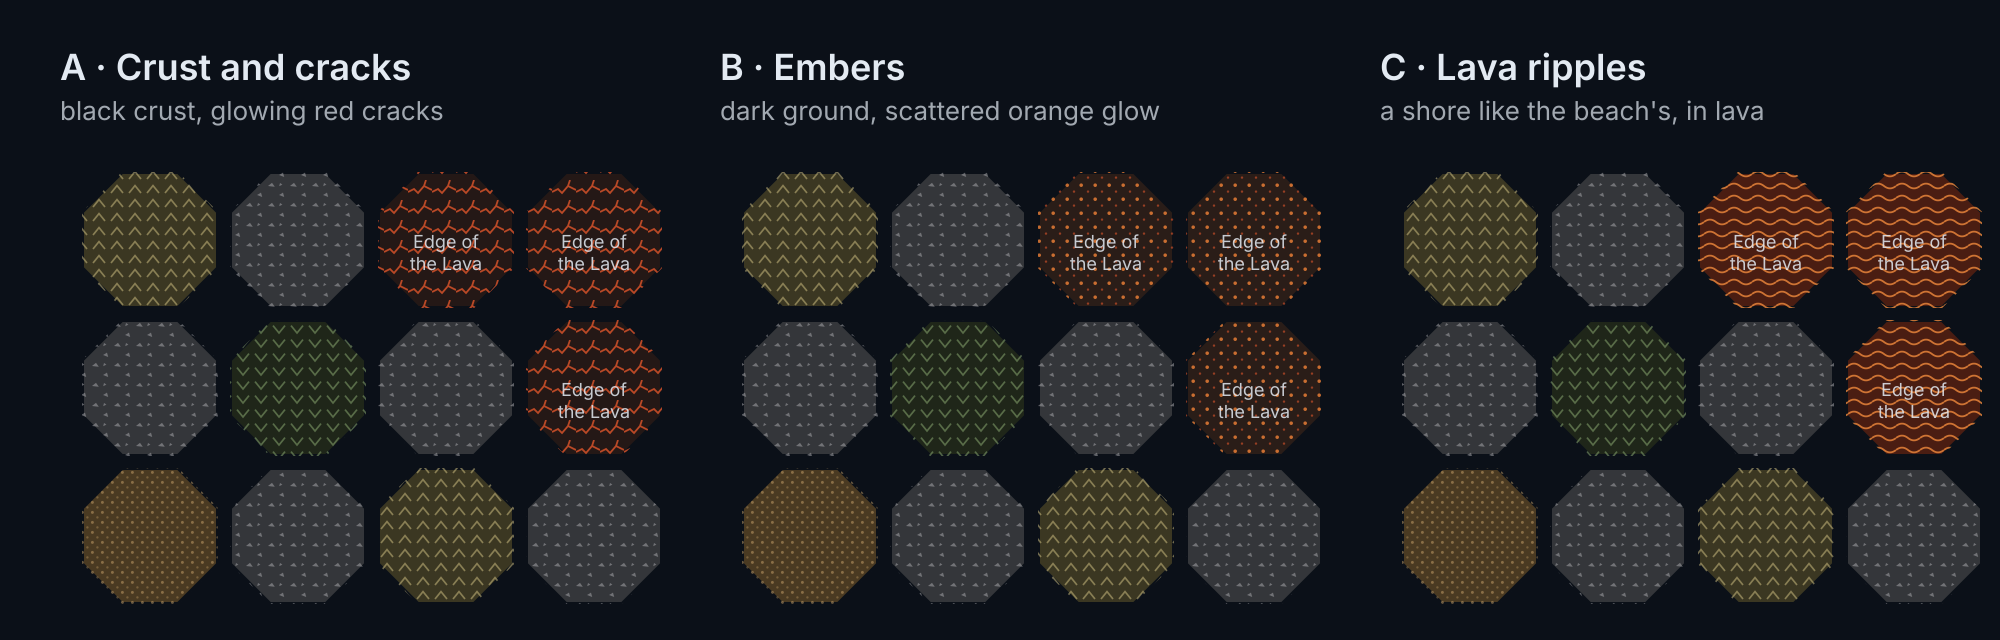 A · Crust and cracks
black crust, glowing red cracks
Edge of
the Lava
Edge of
the Lava
Edge of
the Lava
B · Embers
dark ground, scattered orange glow
Edge of
the Lava
Edge of
the Lava
Edge of
the Lava
C · Lava ripples
a shore like the beach's, in lava
Edge of
the Lava
Edge of
the Lava
Edge of
the Lava